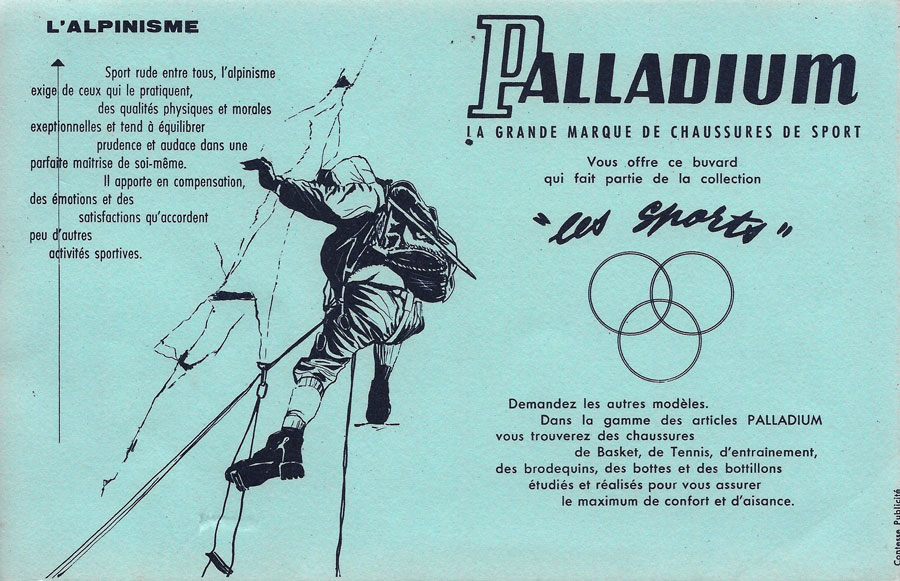 L'ALPINISME
Sport rude entre tous, l'alpinisme
exige de ceux qui le pratiquent,
des qualités physiques et morales
exeptionnelles et tend à équilibrer
prudence et audace dans une
parfaite maîtrise de soi-même.
Il apporte en compensation,
des émotions et des
satisfactions qu'accordent
peu d'autres
activités sportives.
PALLADIUM
LA GRANDE MARQUE DE CHAUSSURES DE SPORT
Vous offre ce buvard
qui fait partie de la collection
"les sports"
Demandez les autres modèles.
Dans la gamme des articles PALLADIUM
vous trouverez des chaussures
de Basket, de Tennis, d'entrainement,
des brodequins, des bottes et des bottillons
étudiés et réalisés pour vous assurer
le maximum de confort et d'aisance.
Contesse Publicité